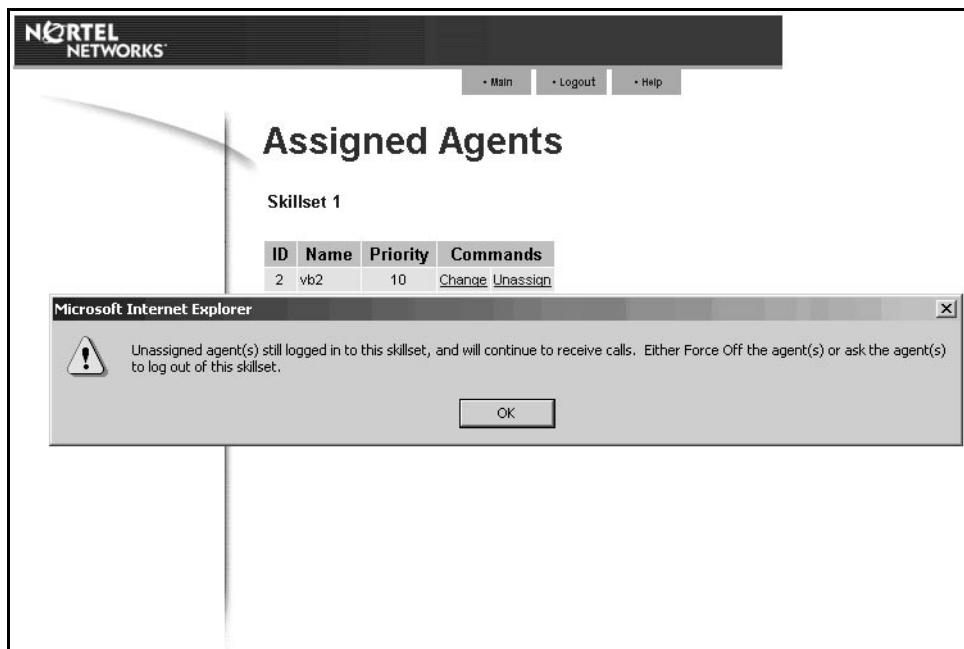 NORTEL
NETWORKS
• Main • Logout • Help
Assigned Agents
Skillset 1
ID Name Priority Commands
2 vb2 10 Change Unassign
Microsoft Internet Explorer
Unassigned agent(s) still logged in to this skillset, and will continue to receive calls. Either Force Off the agent(s) or ask the agent(s)
to log out of this skillset.
OK